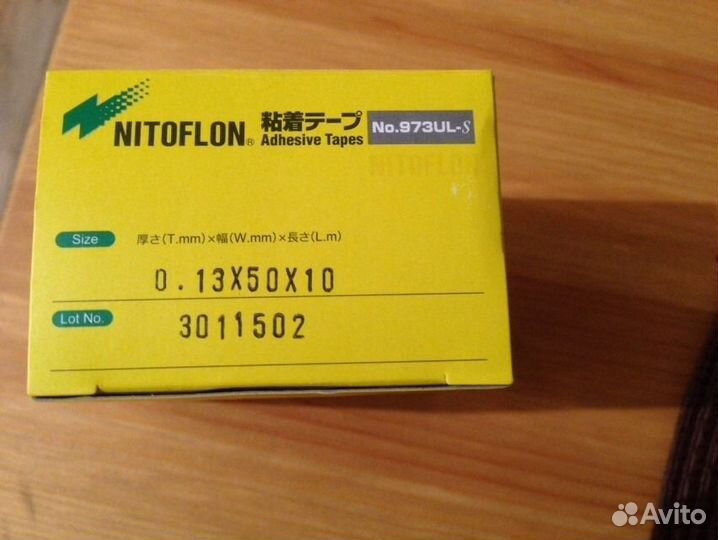 NITOFLON® 粘着テープ No.973UL-S
Adhesive Tapes
NITOFLON
Size 厚さ(T.mm)×幅(W.mm)×長さ(L.m)
0.13X50X10
Lot No. 3011502
Avito